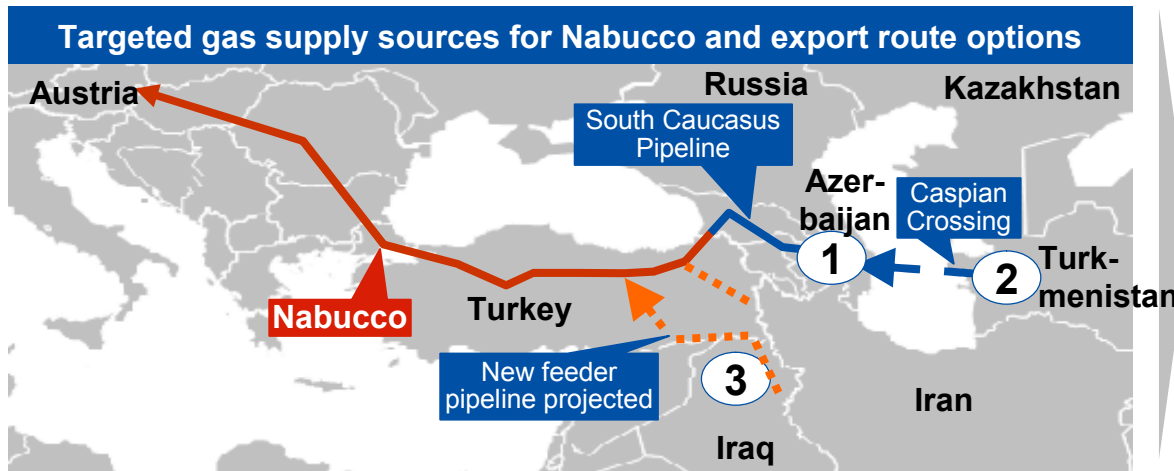 Targeted gas supply sources for Nabucco and export route options
Austria
Russia
Kazakhstan
South Caucasus
Pipeline
Azer-
baijan
Caspian
Crossing
1
2
Turk-
menistan
Nabucco
Turkey
New feeder
pipeline projected
3
Iran
Iraq